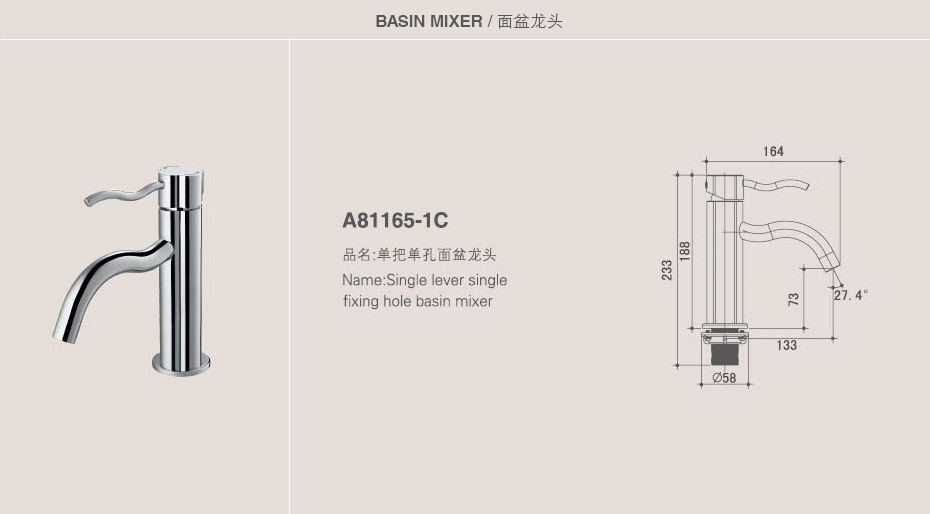 BASIN MIXER / 面盆龙头
A81165-1C
品名:单把单孔面盆龙头
Name:Single lever single
fixing hole basin mixer
164
188
233
73
27.4°
133
Ø58